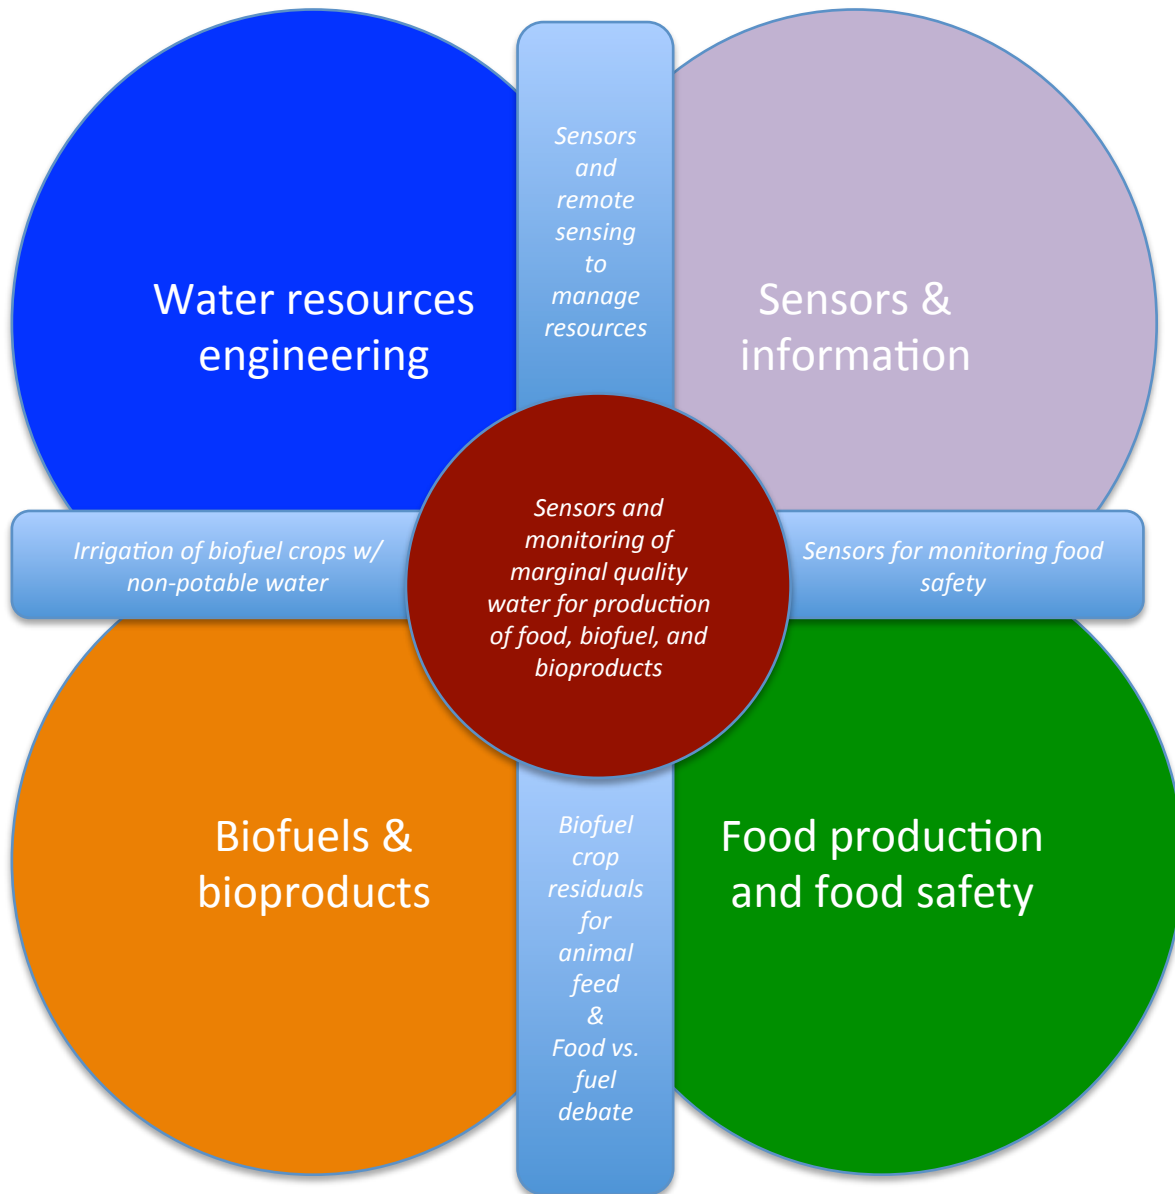 Sensors
and
remote
sensing
to
manage
resources
Water resources
engineering
Sensors &
information
Irrigation of biofuel crops w/
non-potable water
Sensors and
monitoring of
marginal quality
water for production
of food, biofuel, and
bioproducts
Sensors for monitoring food
safety
Biofuels &
bioproducts
Biofuel
crop
residuals
for
animal
feed
&
Food vs.
fuel
debate
Food production
and food safety